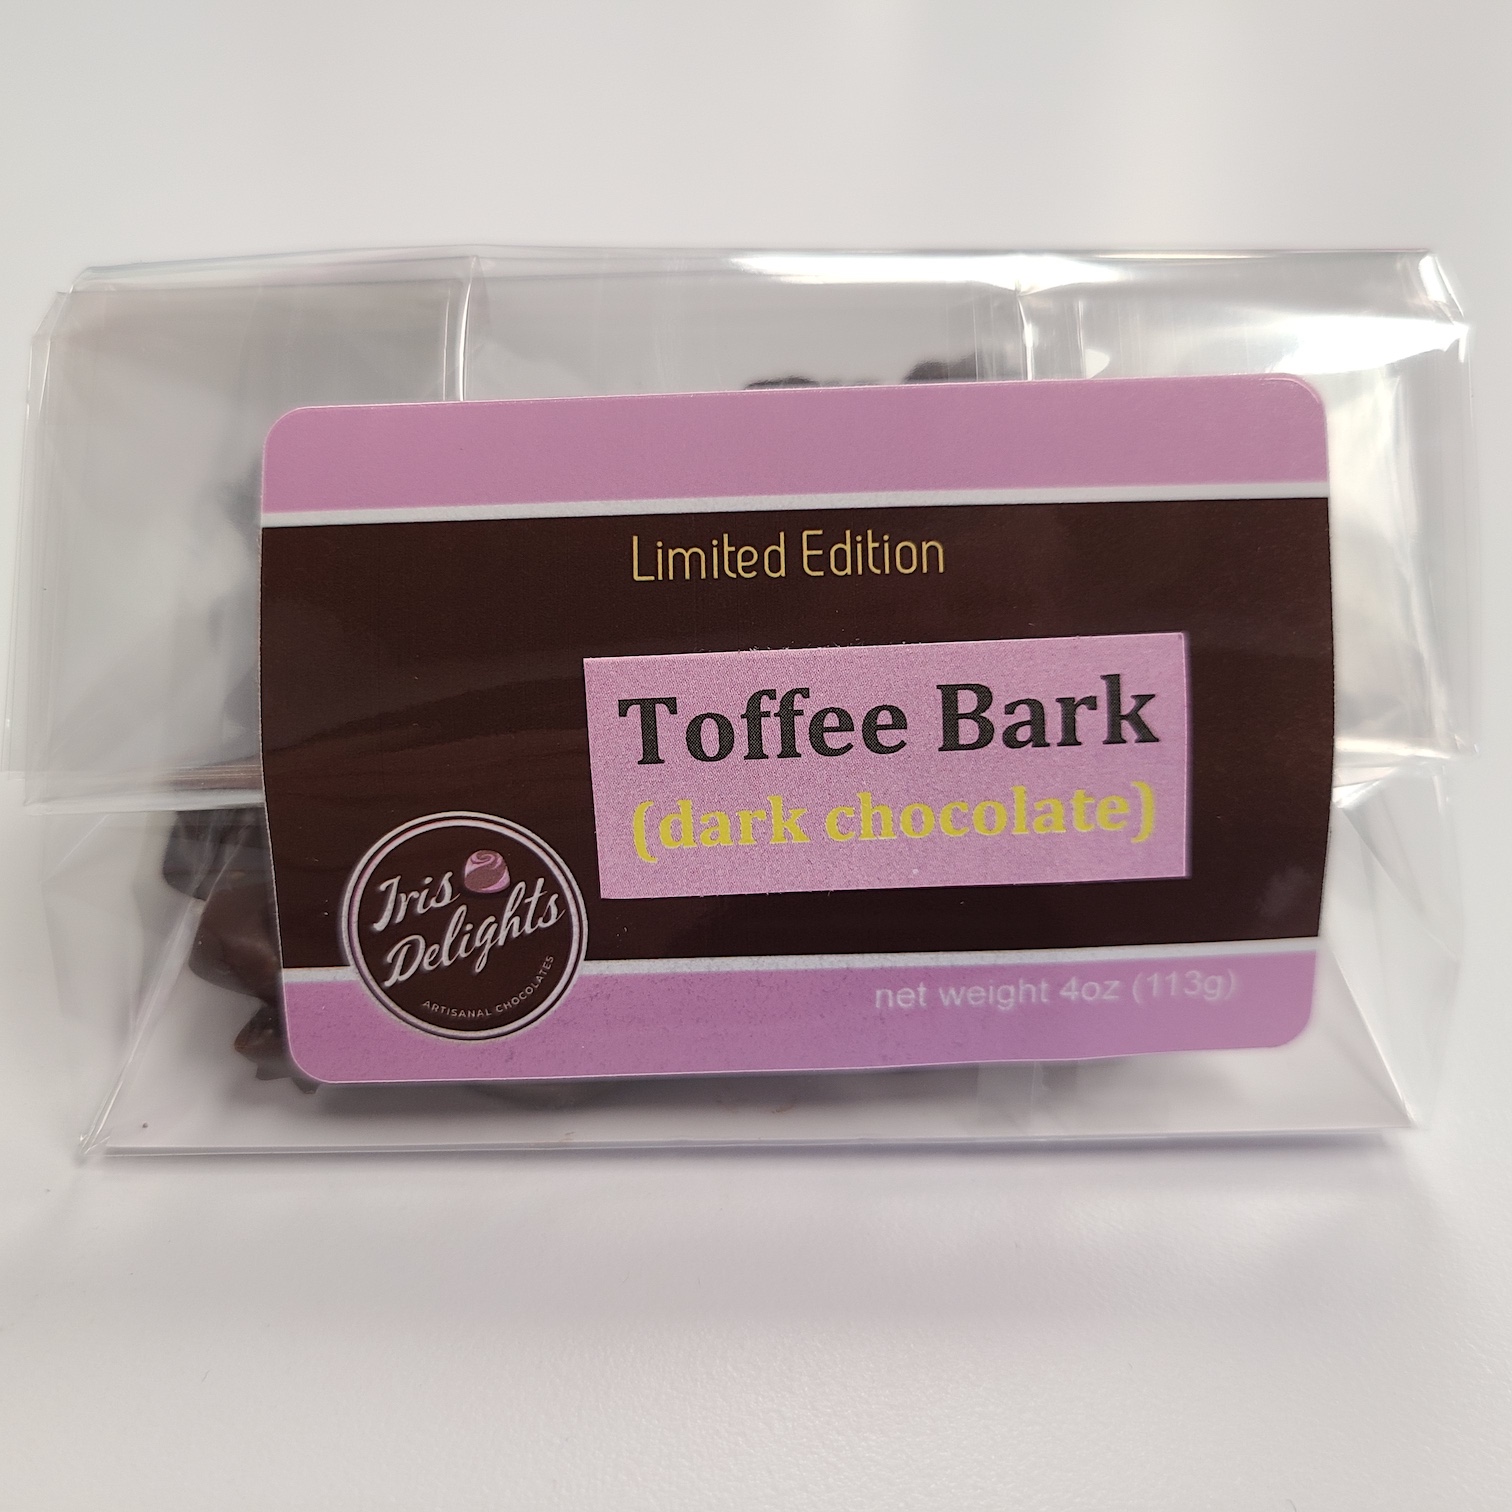 Limited Edition
Toffee Bark
(dark chocolate)
Iris
Delights
ARTISANAL CHOCOLATES
net weight 4oz (113g)